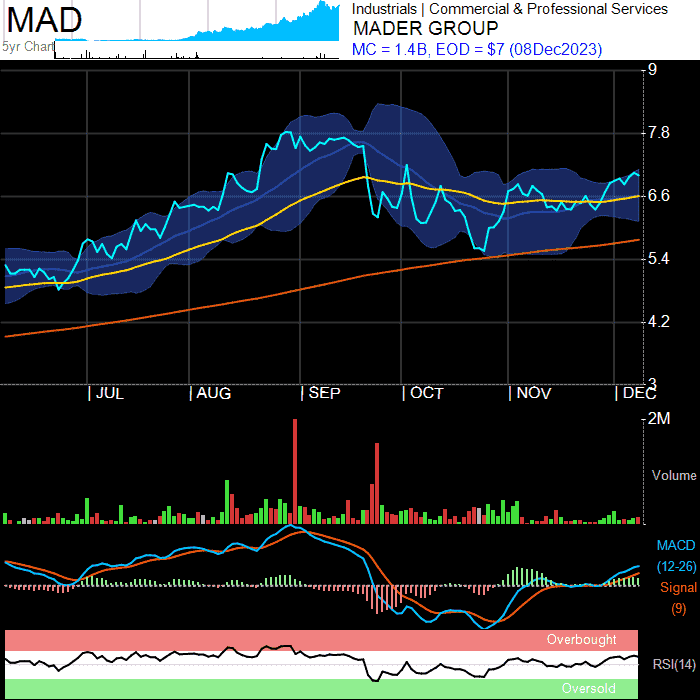 MAD
5yr Chart
Industrials | Commercial & Professional Services
MADER GROUP
MC = 1.4B, EOD = $7 (08Dec2023)
9
7.8
6.6
5.4
4.2
3
JUL AUG SEP OCT NOV DEC
2M
Volume
MACD
(12-26)
Signal
(9)
Overbought
RSI(14)
Oversold